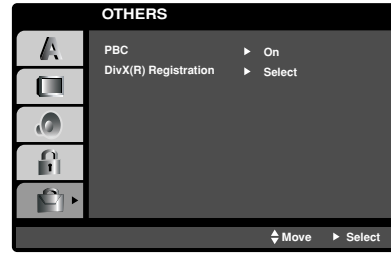 OTHERS
PBC ► On
DivX(R) Registration ► Select
Move ► Select